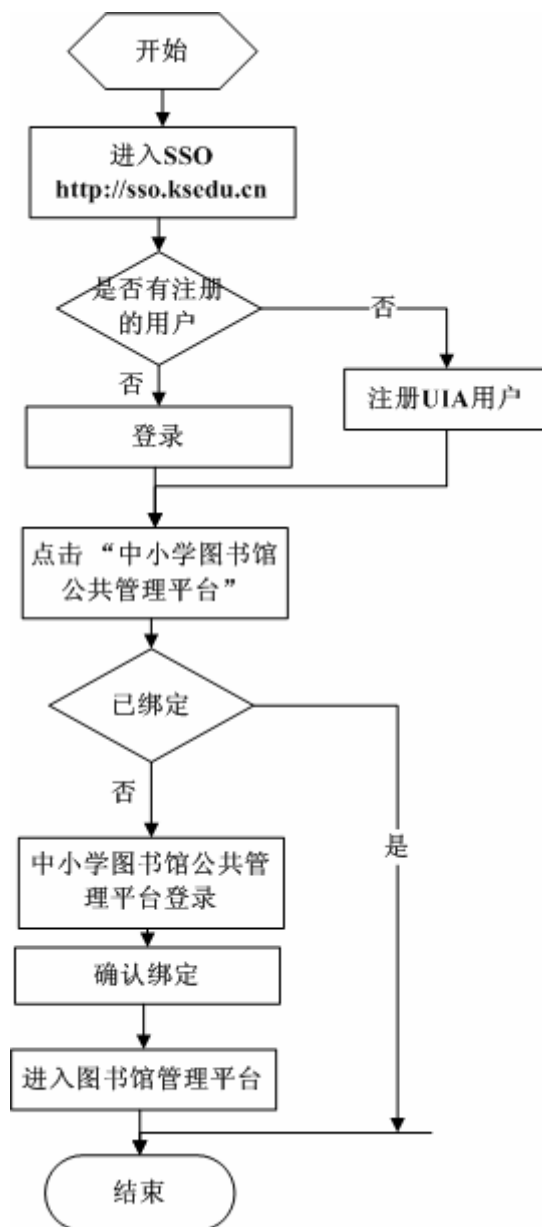 开始
进入SSO
http://sso.ksedu.cn
是否有注册
的用户
否
否
注册UIA用户
登录
点击 “中小学图书馆
公共管理平台”
已绑定
否
是
中小学图书馆公共管
理平台登录
确认绑定
进入图书馆管理平台
结束